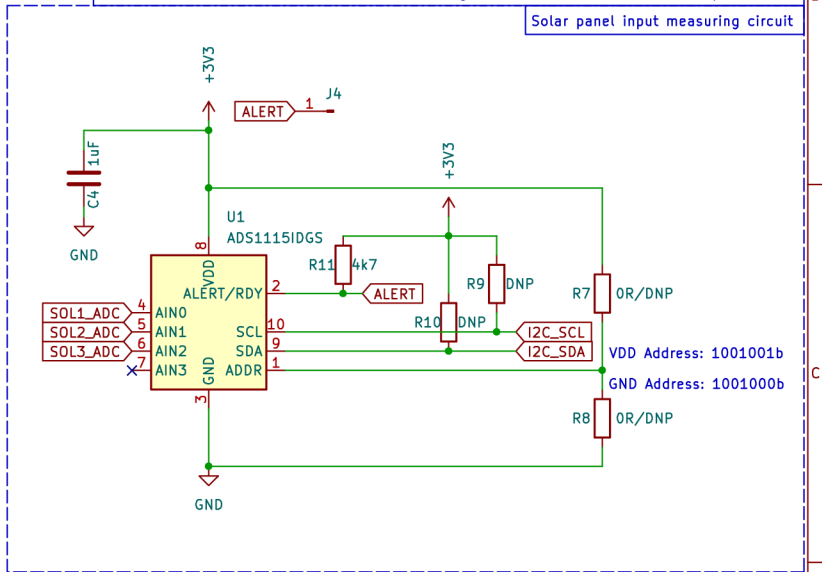 Solar panel input measuring circuit
+3V3
ALERT
1
J4
1uF
C4
GND
+3V3
U1
ADS1115IDGS
8
VDD
R11
4k7
R9
DNP
R7
0R/DNP
ALERT/RDY
2
ALERT
SOL1_ADC
4
AIN0
R10
DNP
SOL2_ADC
5
AIN1
SCL
10
I2C_SCL
SOL3_ADC
6
AIN2
SDA
9
I2C_SDA
VDD Address: 1001001b
7
AIN3
GND
ADDR
1
GND Address: 1001000b
3
R8
0R/DNP
GND
C